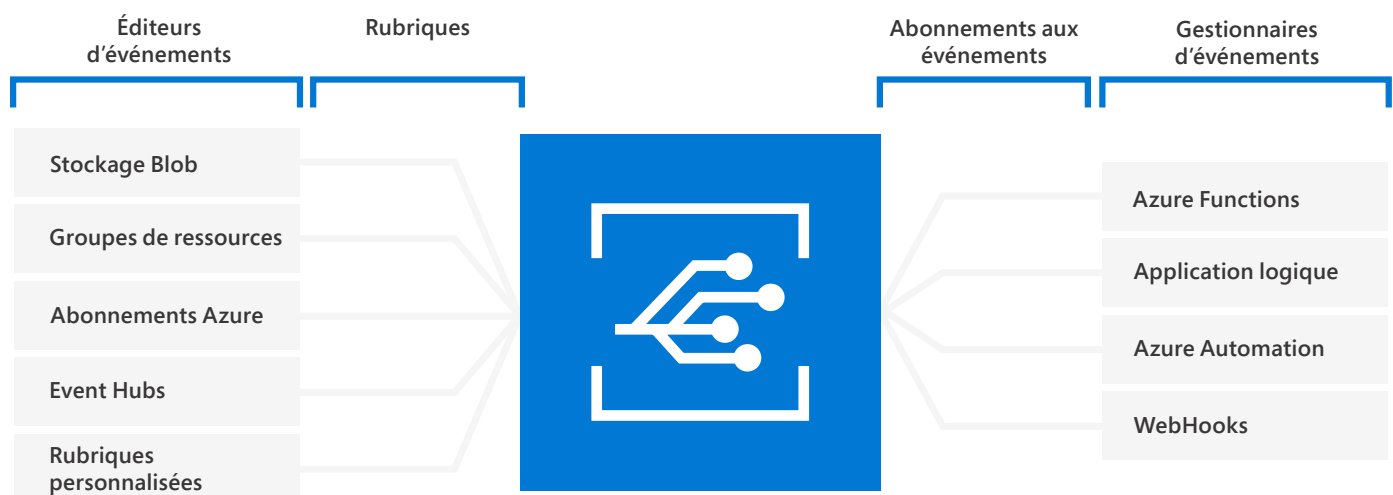 Éditeurs
d’événements
Rubriques
Abonnements aux
événements
Gestionnaires
d’événements
Stockage Blob
Groupes de ressources
Abonnements Azure
Event Hubs
Rubriques
personnalisées
Azure Functions
Application logique
Azure Automation
WebHooks